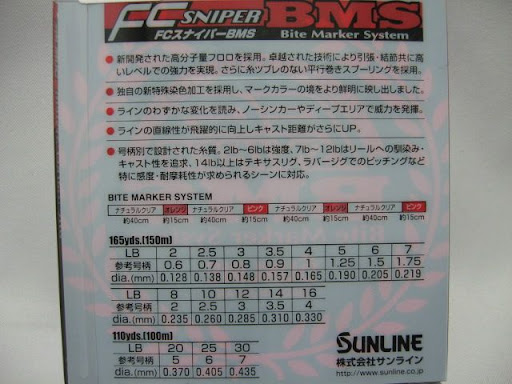 FC SNIPER BMS
FCスナイパーBMS Bite Marker System
●新開発された高分子量フロロを採用。卓越された技術により引張・結節共に高
いレベルでの強力を実現。さらに糸ツブレのない平行巻きスプーリングを採用。
●独自の新特殊染色加工を採用し、マークカラーの境をより鮮明に映し出しました。
●ラインのわずかな変化を読み、ノーシンカーやディープエリアで威力を発揮。
●ラインの直線性が飛躍的に向上しキャスト距離がさらにUP。
●号柄別で設計された糸質。2lb〜6lbは強度、7lb〜12lbはリールへの馴染み・
キャスト性を追求、14lb以上はテキサスリグ、ラバージグでのピッチングなど
特に感度・耐摩耗性が求められるシーンに対応。
BITE MARKER SYSTEM
ナチュラルクリア オレンジ ナチュラルクリア ピンク ナチュラルクリア オレンジ ナチュラルクリア ピンク
約40cm 約15cm 約40cm 約15cm 約40cm 約15cm 約40cm 約15cm
165yds.(150m)
LB 2 2.5 3 3.5 4 5 6 7
参考号柄 0.6 0.7 0.8 0.9 1 1.25 1.5 1.75
dia.(mm) 0.128 0.138 0.148 0.157 0.165 0.190 0.205 0.219
LB 8 10 12 14 16
参考号柄 2 2.5 3 3.5 4
dia.(mm) 0.235 0.260 0.285 0.310 0.330
110yds.(100m)
LB 20 25 30
参考号柄 5 6 7
dia.(mm) 0.370 0.405 0.435
SUNLINE
株式会社サンライン
http://www.sunline.co.jp